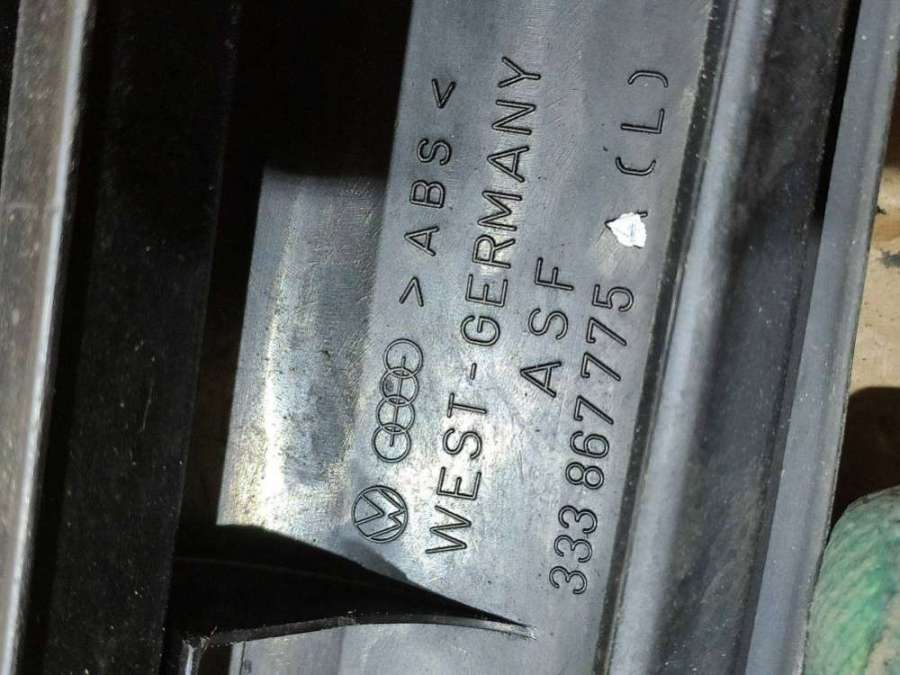 >ABS<
WEST-GERMANY
ASF
333 867 775 (L)